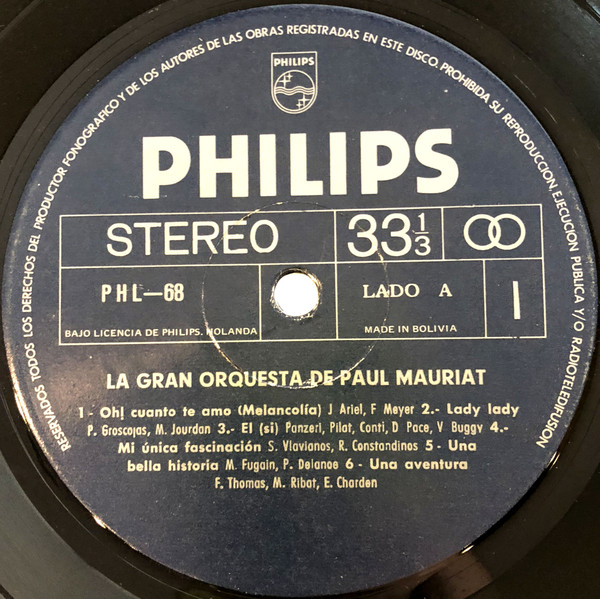 RESERVADOS TODOS LOS DERECHOS DEL PRODUCTOR FONOGRAFICO Y DE LOS AUTORES DE LAS OBRAS REGISTRADAS EN ESTE DISCO. PROHIBIDA SU REPRODUCCION, EJECUCION PUBLICA Y/O RADIOTELEDIFUSION
PHILIPS
PHILIPS
STEREO 33 1/3
PHL-68 LADO A 1
BAJO LICENCIA DE PHILIPS, HOLANDA MADE IN BOLIVIA
LA GRAN ORQUESTA DE PAUL MAURIAT
1 - Oh! cuanto te amo (Melancolía) J Ariel, F Meyer 2.- Lady lady
P. Groscojas, M. Jourdan 3.- El (si) Panzeri, Pilat, Conti, D Pace, V Buggy 4.-
Mi única fascinación S. Vlavianos, R. Constandinos 5 - Una
bella historia M. Fugain, P. Delanoe 6 - Una aventura
F. Thomas, M. Ribat, E. Charden